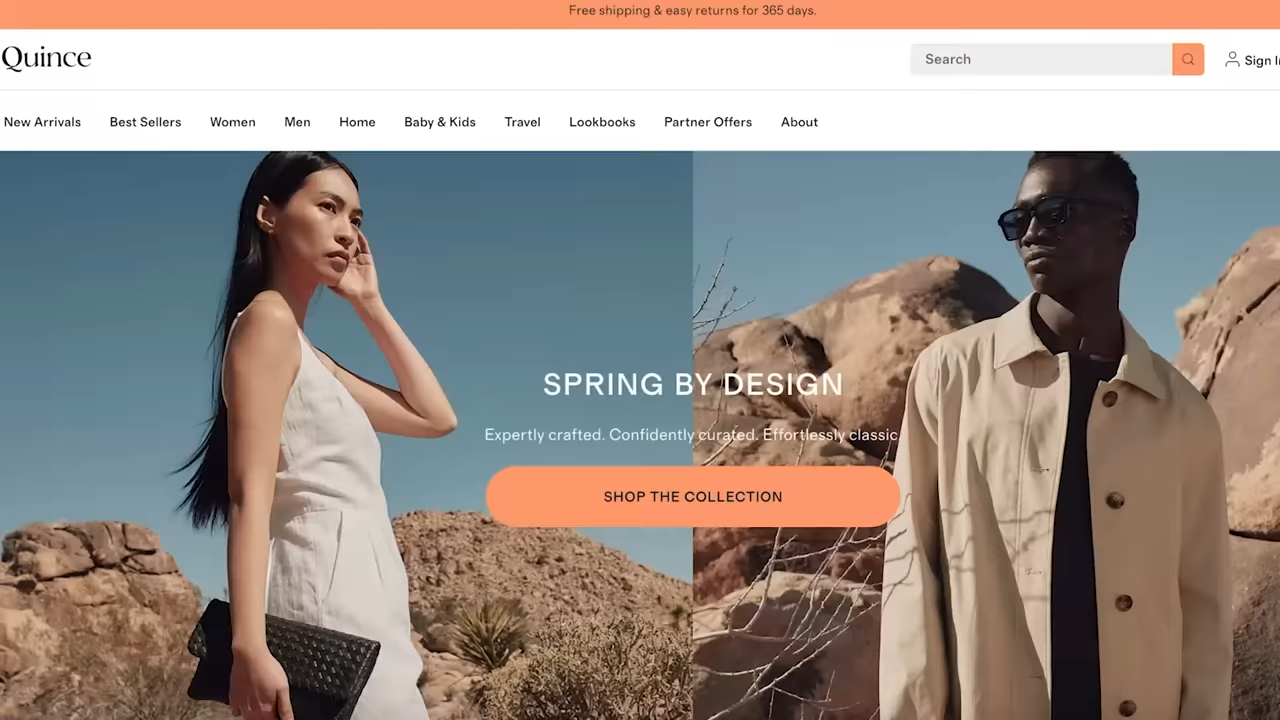 Free shipping & easy returns for 365 days.
Quince
Search
Sign I
New Arrivals Best Sellers Women Men Home Baby & Kids Travel Lookbooks Partner Offers About
SPRING BY DESIGN
Expertly crafted. Confidently curated. Effortlessly classic.
SHOP THE COLLECTION